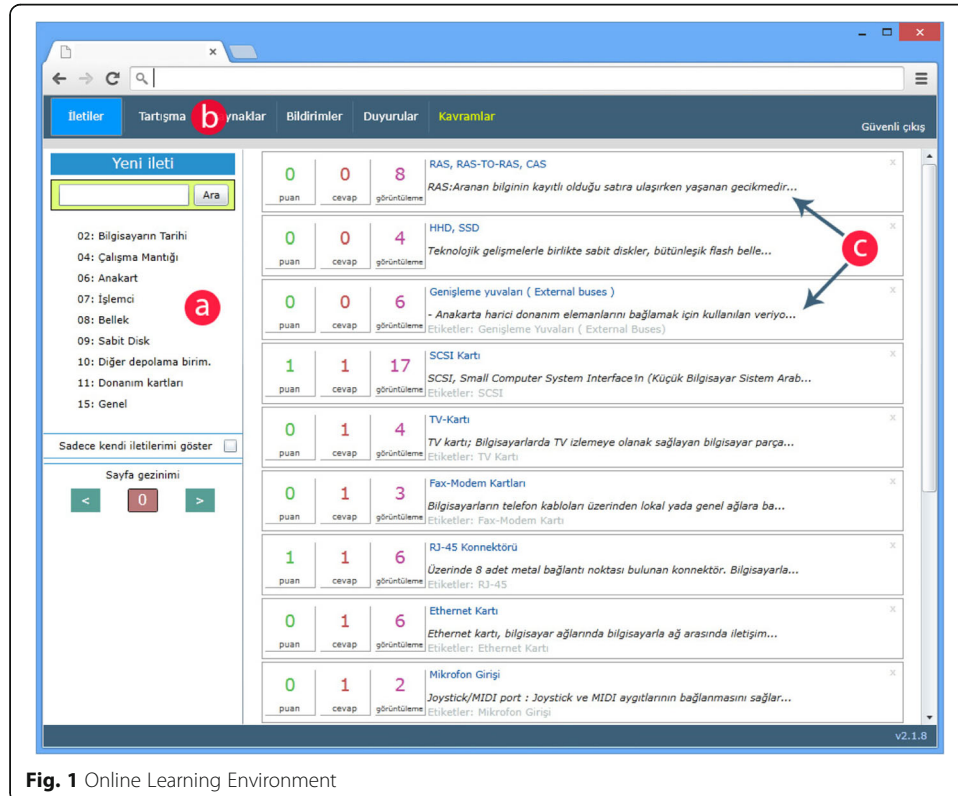 İletiler Tartışma b ynaklar Bildirimler Duyurular Kavramlar
Güvenli çıkış
Yeni ileti
Ara
02: Bilgisayarın Tarihi
04: Çalışma Mantığı
06: Anakart
07: İşlemci
08: Bellek
09: Sabit Disk
10: Diğer depolama birim.
11: Donanım kartları
15: Genel
a
Sadece kendi iletilerimi göster
Sayfa gezinimi
< 0 >
0 0 8
puan cevap görüntüleme
RAS, RAS-TO-RAS, CAS x
RAS:Aranan bilginin kayıtlı olduğu satıra ulaşırken yaşanan gecikmedir...
0 0 4
puan cevap görüntüleme
HHD, SSD x
Teknolojik gelişmelerle birlikte sabit diskler, bütünleşik flash belle...
c
0 0 6
puan cevap görüntüleme
Genişleme yuvaları ( External buses ) x
- Anakarta harici donanım elemanlarını bağlamak için kullanılan veriyo...
Etiketler: Genişleme Yuvaları ( External Buses)
1 1 17
puan cevap görüntüleme
SCSI Kartı x
SCSI, Small Computer System Interface'in (Küçük Bilgisayar Sistem Arab...
Etiketler: SCSI
0 1 4
puan cevap görüntüleme
TV-Kartı x
TV kartı; Bilgisayarlarda TV izlemeye olanak sağlayan bilgisayar parça...
Etiketler: TV Kartı
0 1 3
puan cevap görüntüleme
Fax-Modem Kartları x
Bilgisayarların telefon kabloları üzerinden lokal yada genel ağlara ba...
Etiketler: Fax-Modem Kartı
1 1 6
puan cevap görüntüleme
RJ-45 Konnektörü x
Üzerinde 8 adet metal bağlantı noktası bulunan konnektör. Bilgisayarla...
Etiketler: RJ-45
0 1 6
puan cevap görüntüleme
Ethernet Kartı x
Ethernet kartı, bilgisayar ağlarında bilgisayarla ağ arasında iletişim...
Etiketler: Ethernet Kartı
0 1 2
puan cevap görüntüleme
Mikrofon Girişi x
Joystick/MIDI port : Joystick ve MIDI aygıtlarının bağlanmasını sağlar...
Etiketler: Mikrofon Girişi
v2.1.8
Fig. 1 Online Learning Environment